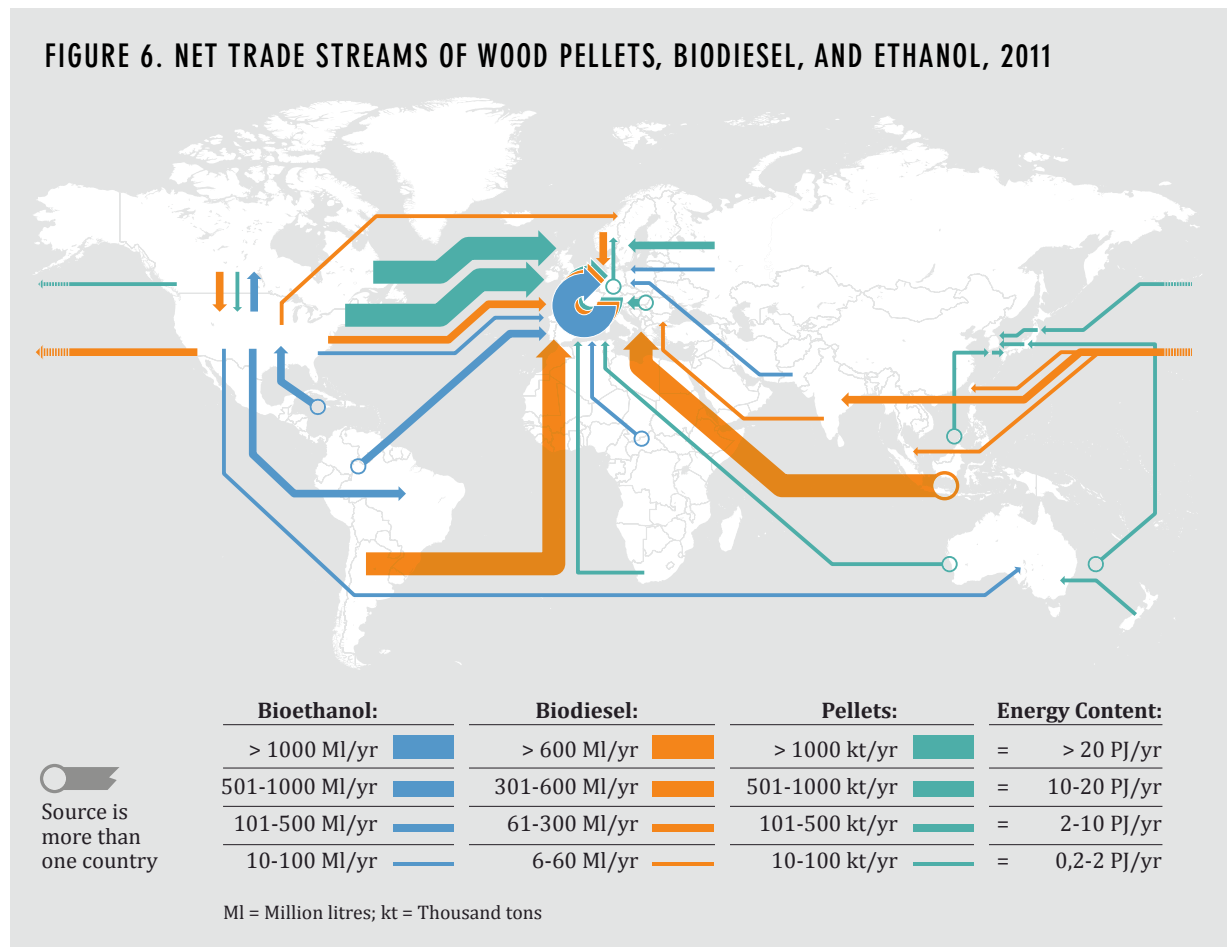 FIGURE 6. NET TRADE STREAMS OF WOOD PELLETS, BIODIESEL, AND ETHANOL, 2011
Source is
more than
one country
Bioethanol:
> 1000 Ml/yr
501-1000 Ml/yr
101-500 Ml/yr
10-100 Ml/yr
Biodiesel:
> 600 Ml/yr
301-600 Ml/yr
61-300 Ml/yr
6-60 Ml/yr
Pellets:
> 1000 kt/yr
501-1000 kt/yr
101-500 kt/yr
10-100 kt/yr
Energy Content:
= > 20 PJ/yr
= 10-20 PJ/yr
= 2-10 PJ/yr
= 0,2-2 PJ/yr
Ml = Million litres; kt = Thousand tons